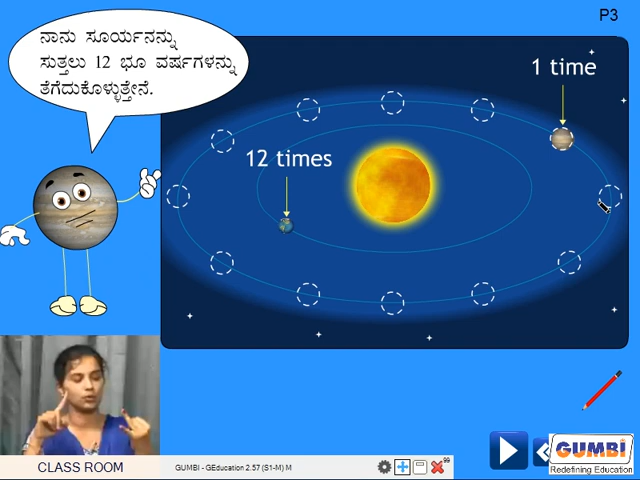 P3
ನಾನು ಸೂರ್ಯನನ್ನು
ಸುತ್ತಲು 12 ಭೂ ವರ್ಷಗಳನ್ನು
ತೆಗೆದುಕೊಳ್ಳುತ್ತೇನೆ.
1 time
12 times
GUMBi
Redefining Education
CLASS ROOM
GUMBI - GEducation 2.57 (S1-M) M
99